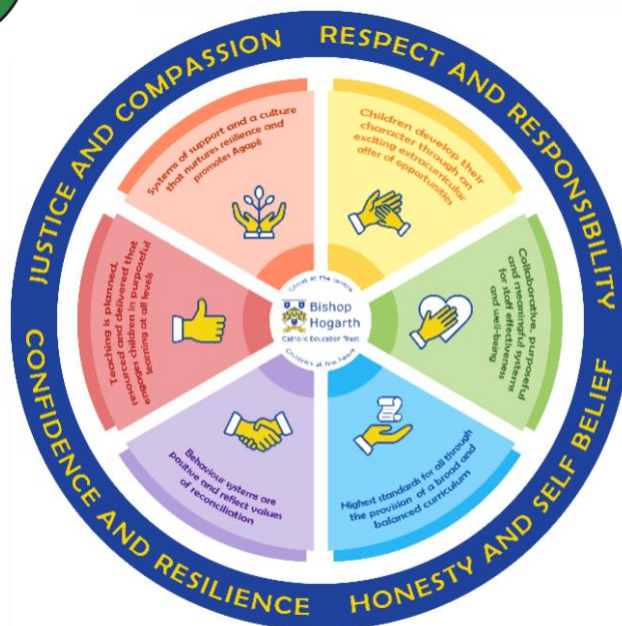 JUSTICE AND COMPASSION
RESPECT AND RESPONSIBILITY
HONESTY AND SELF BELIEF
CONFIDENCE AND RESILIENCE
Systems of support and a culture
that nurtures resilience and
promotes Agapè
Children develop their
character through an
exciting extracurricular
offer of opportunities
Collaborative, purposeful
and meaningful systems
for staff effectiveness
and well-being
Highest standards for all through
the provision of a broad and
balanced curriculum
Behaviour systems are
positive and reflect values
of reconciliation
Teaching is planned,
resourced and delivered that
engages children in purposeful
learning at all levels
Christ at the centre
Bishop
Hogarth
Catholic Education Trust
Children at the heart